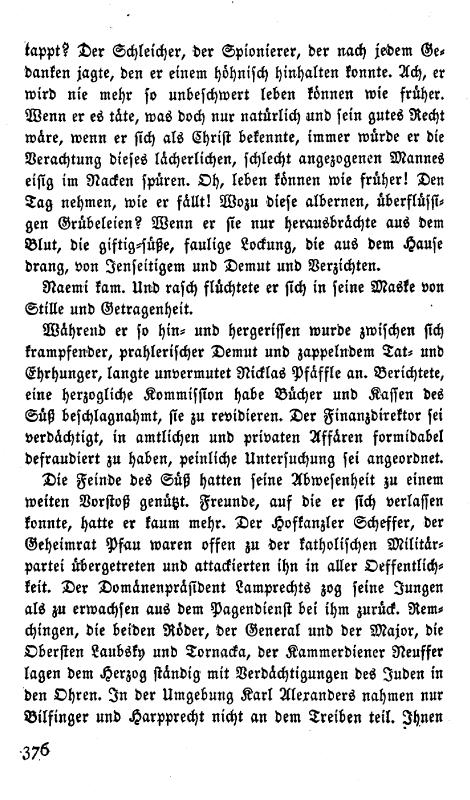 tappt? Der Schleicher, der Spionierer, der nach jedem Ge-
danken jagte, den er einem höhnisch hinhalten konnte. Ach, er
wird nie mehr so unbeschwert leben können wie früher.
Wenn er es täte, was doch nur natürlich und sein gutes Recht
wäre, wenn er sich als Christ bekennte, immer würde er die
Verachtung dieses lächerlichen, schlecht angezogenen Mannes
eisig im Nacken spüren. Oh, leben können wie früher! Den
Tag nehmen, wie er fällt! Wozu diese albernen, überflüssi-
gen Grübeleien? Wenn er sie nur herausbrächte aus dem
Blut, die giftig-süße, faulige Lockung, die aus dem Hause
drang, von Jenseitigem und Demut und Verzichten.
Naemi kam. Und rasch flüchtete er sich in seine Maske von
Stille und Getragenheit.
Während er so hin- und hergerissen wurde zwischen sich
krampfender, prahlerischer Demut und zappelndem Tat- und
Ehrhunger, langte unvermutet Nicklas Pfäffle an. Berichtete,
eine herzogliche Kommission habe Bücher und Kassen des
Süß beschlagnahmt, sie zu revidieren. Der Finanzdirektor sei
verdächtigt, in amtlichen und privaten Affären formidabel
defraudiert zu haben, peinliche Untersuchung sei angeordnet.
Die Feinde des Süß hatten seine Abwesenheit zu einem
weiten Vorstoß genützt. Freunde, auf die er sich verlassen
konnte, hatte er kaum mehr. Der Hofkanzler Scheffer, der
Geheimrat Pfau waren offen zu der katholischen Militär-
partei übergetreten und attackierten ihn in aller Oeffentlich-
keit. Der Domänenpräsident Lamprechts zog seine Jungen
als zu erwachsen aus dem Pagendienst bei ihm zurück. Rem-
chingen, die beiden Röder, der General und der Major, die
Obersten Laubsky und Tornacka, der Kammerdiener Neuffer
lagen dem Herzog ständig mit Verdächtigungen des Juden in
den Ohren. In der Umgebung Karl Alexanders nahmen nur
Bilfinger und Harpprecht nicht an dem Treiben teil. Ihnen
376